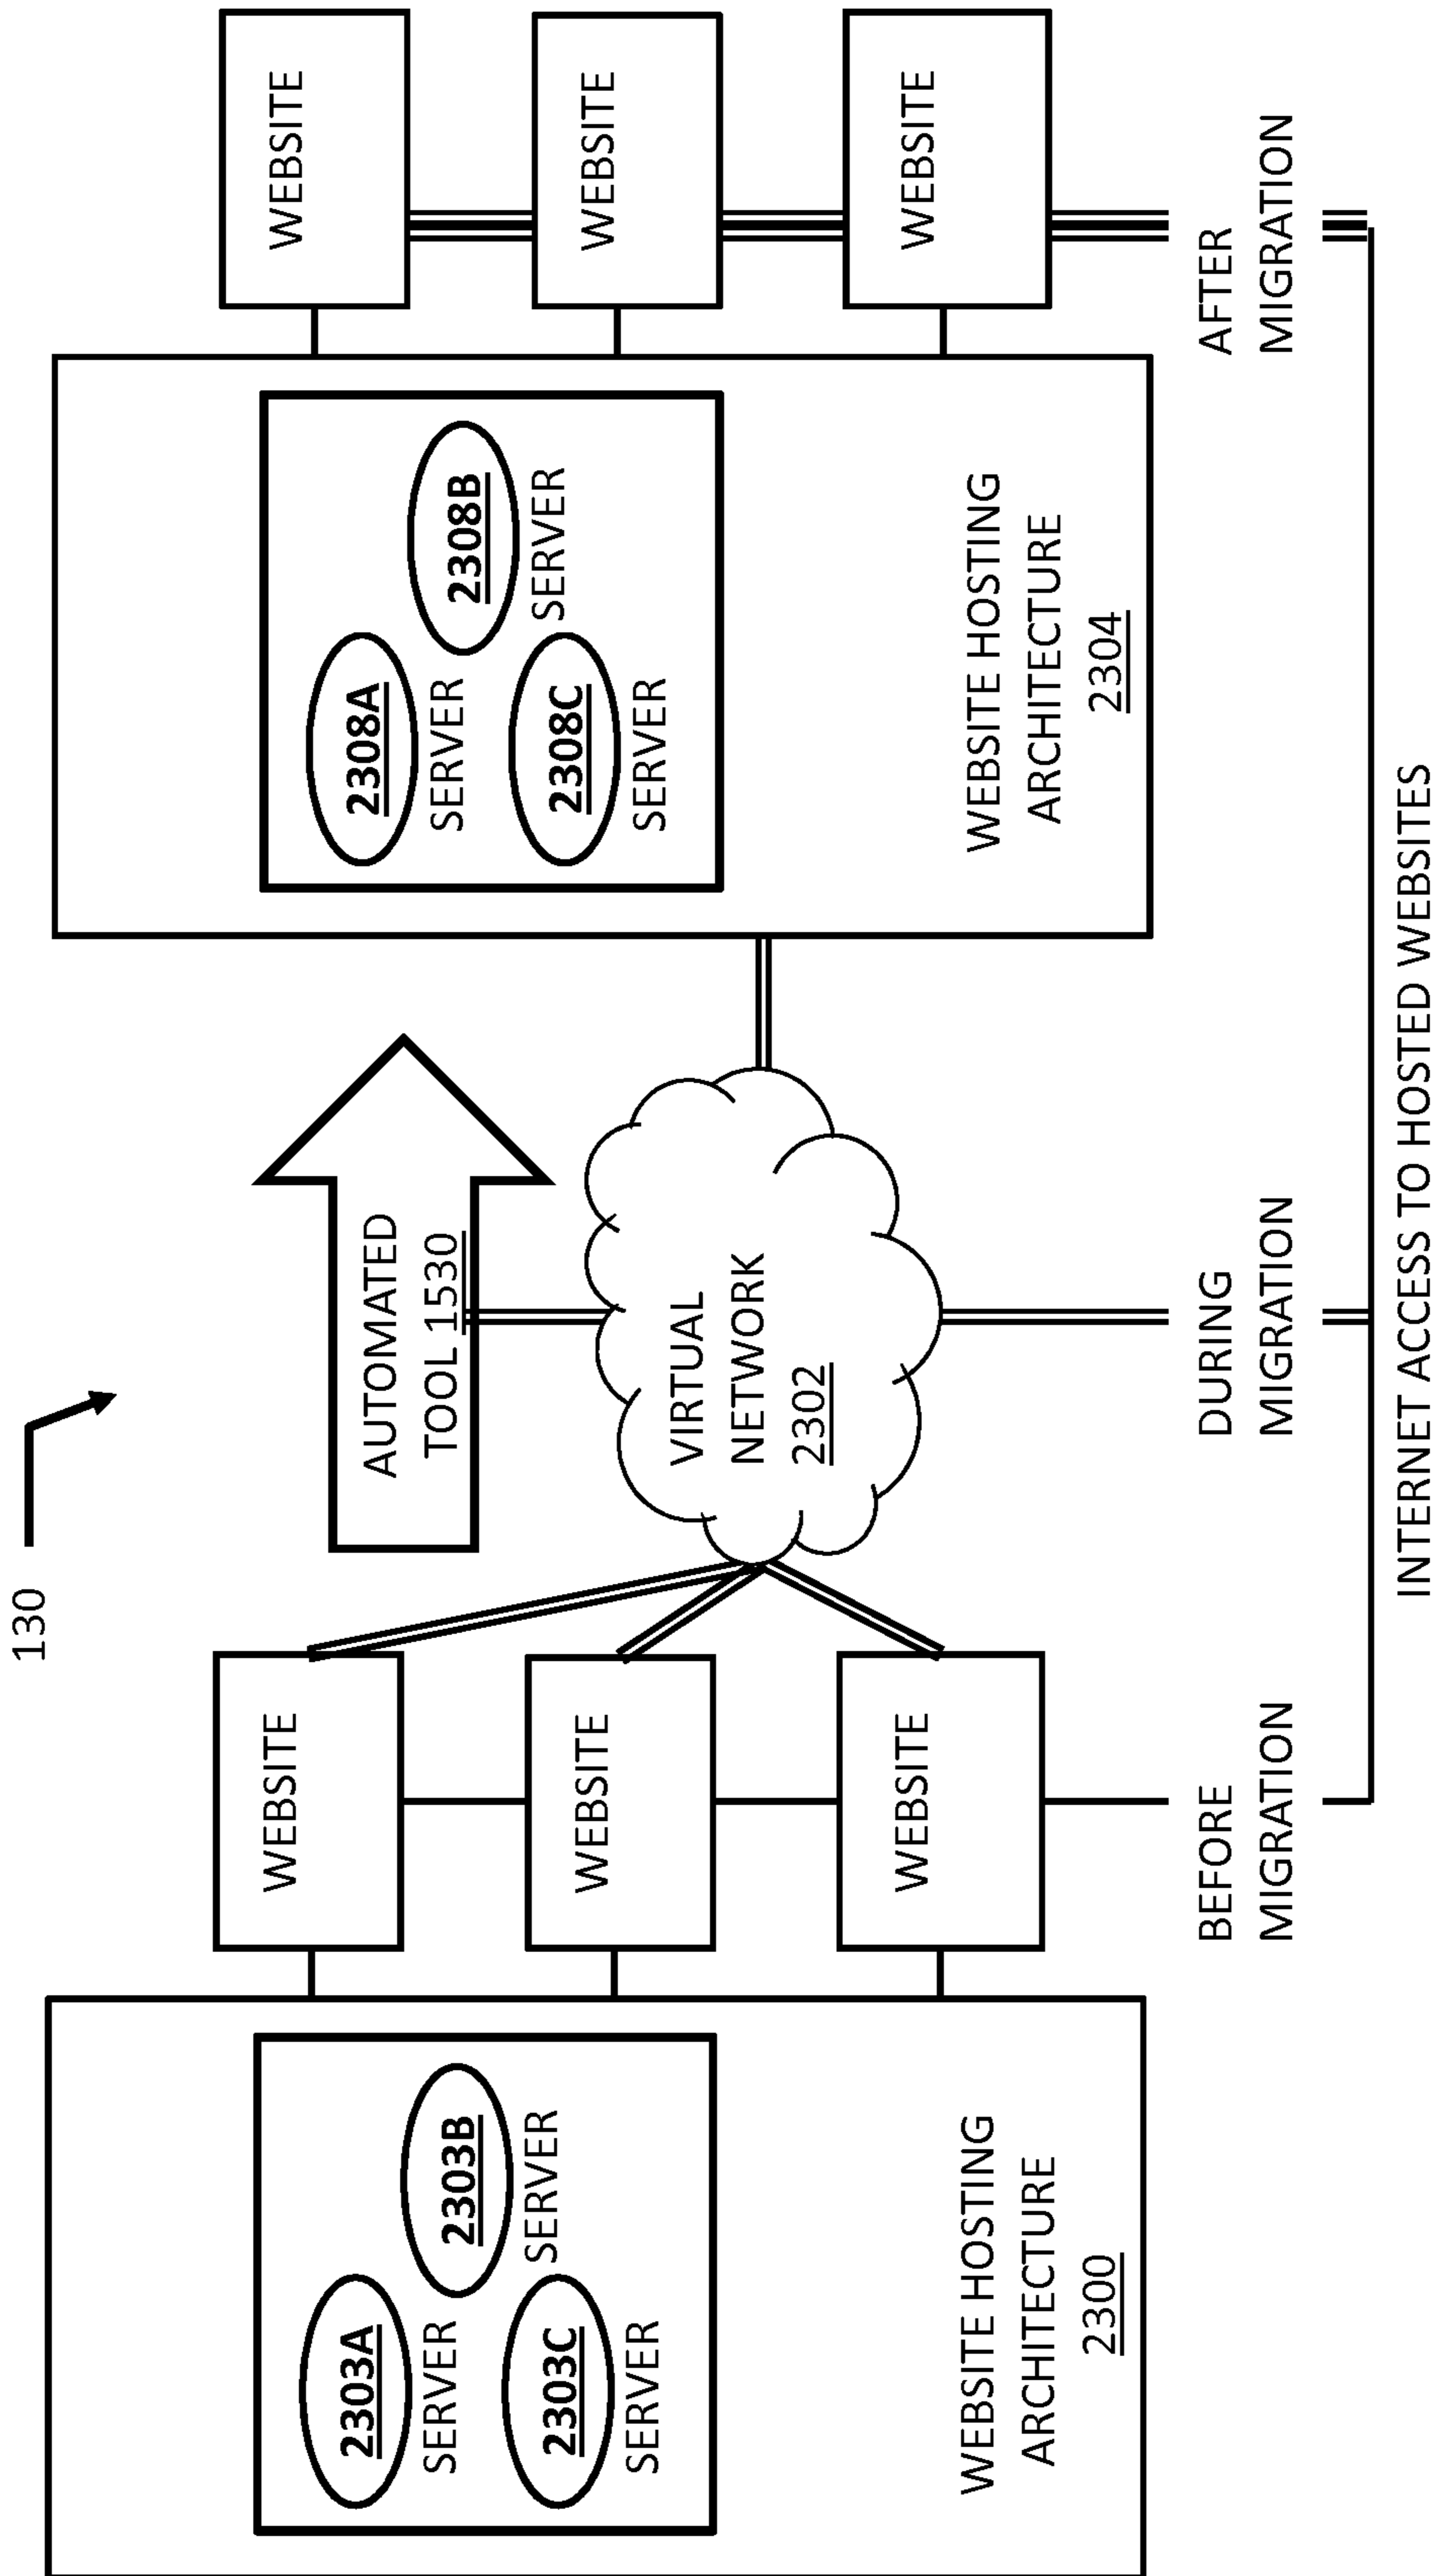 130
2303A
SERVER
2303B
SERVER
2303C
SERVER
WEBSITE HOSTING
ARCHITECTURE
2300
WEBSITE
WEBSITE
WEBSITE
AUTOMATED
TOOL 1530
VIRTUAL
NETWORK
2302
2308A
SERVER
2308B
SERVER
2308C
SERVER
WEBSITE HOSTING
ARCHITECTURE
2304
WEBSITE
WEBSITE
WEBSITE
BEFORE
MIGRATION
DURING
MIGRATION
AFTER
MIGRATION
INTERNET ACCESS TO HOSTED WEBSITES